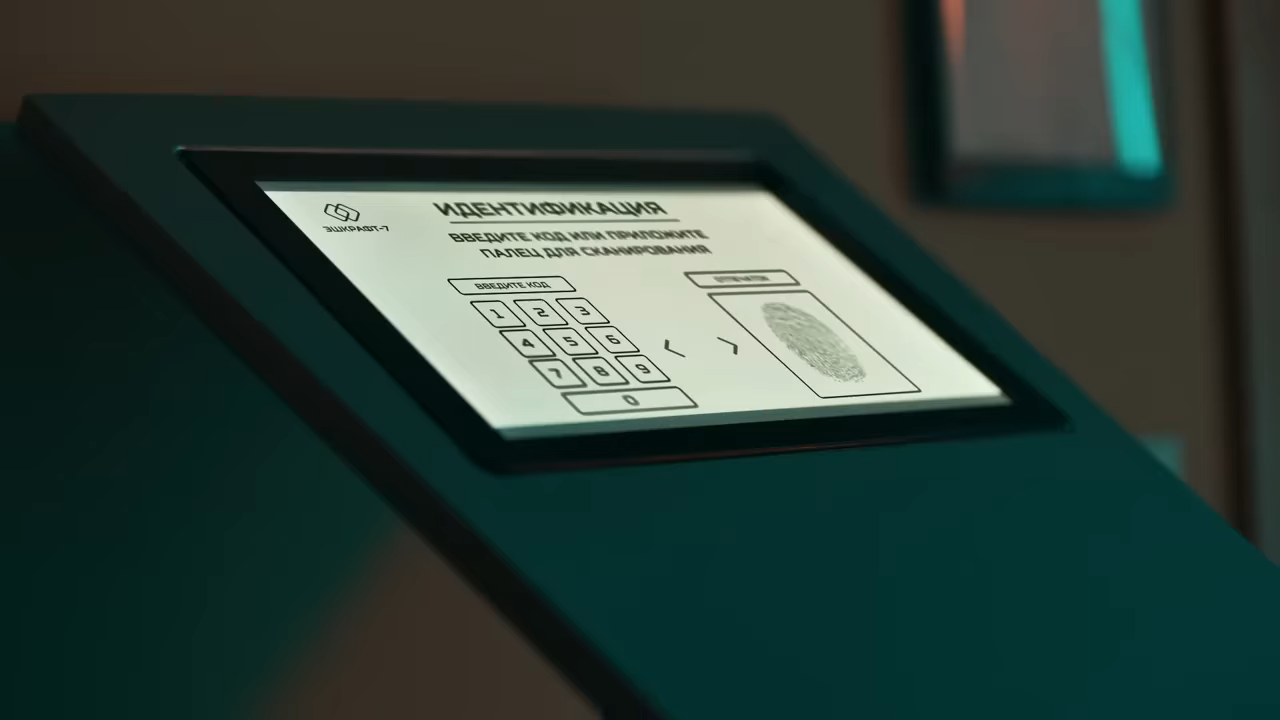 ЭШКРАФТ-7
ИДЕНТИФИКАЦИЯ
ВВЕДИТЕ КОД ИЛИ ПРИЛОЖИТЕ
ПАЛЕЦ ДЛЯ СКАНИРОВАНИЯ
ВВЕДИТЕ КОД
1 2 3
4 5 6
7 8 9
0